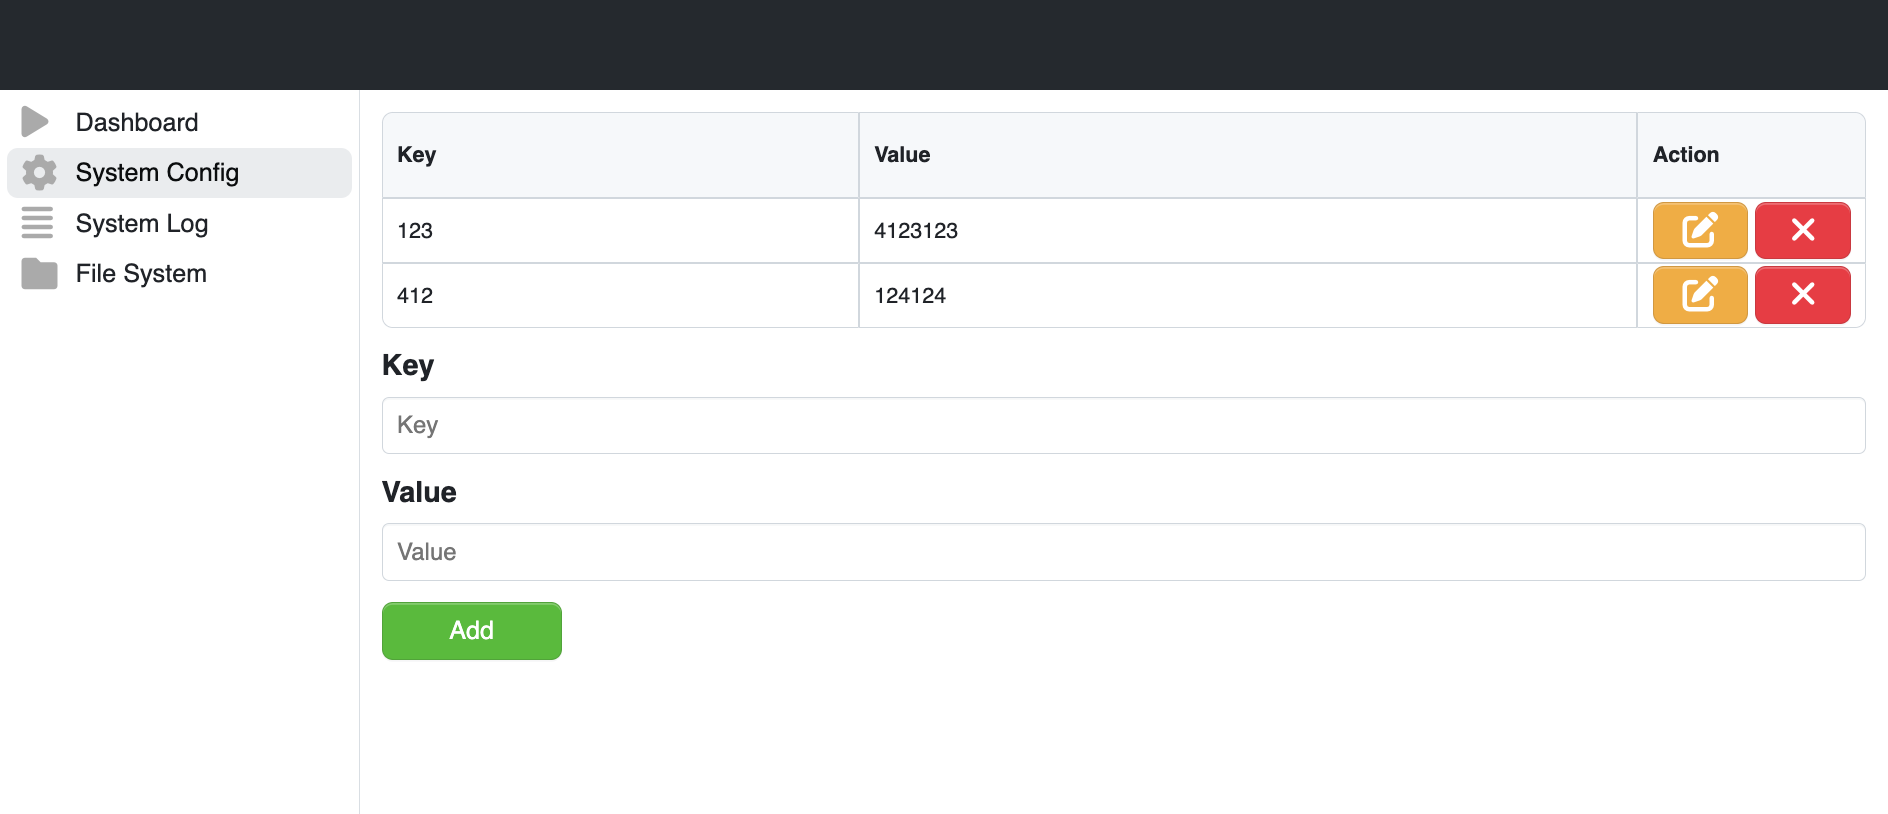 Dashboard
System Config
System Log
File System
Key Value Action
123 4123123
412 124124
Key
Key
Value
Value
Add